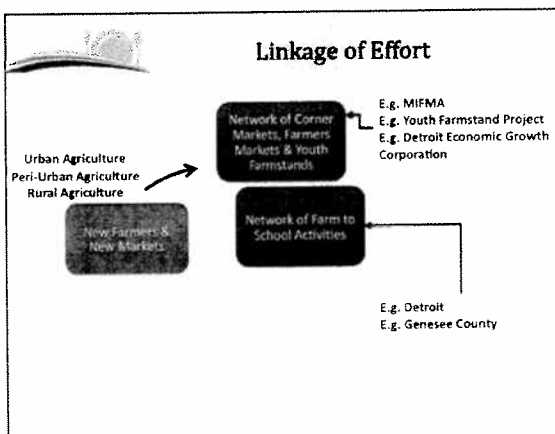 Linkage of Effort
Network of Corner
Markets, Farmers
Markets & Youth
Farmstands
E.g. MIFMA
E.g. Youth Farmstand Project
E.g. Detroit Economic Growth
Corporation
Urban Agriculture
Peri-Urban Agriculture
Rural Agriculture
New Farmers &
New Markets
Network of Farm to
School Activities
E.g. Detroit
E.g. Genesee County